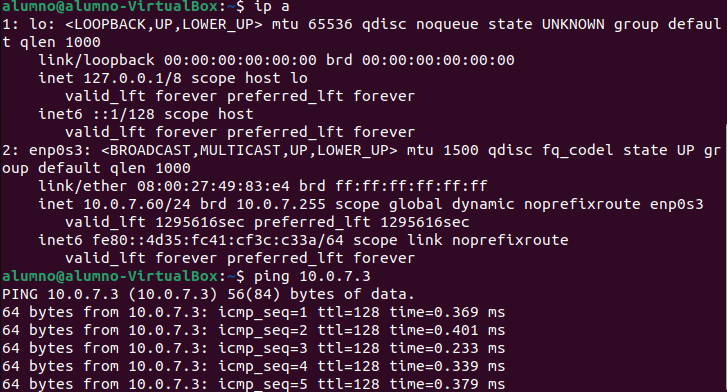 alumno@alumno-VirtualBox:~$ ip a
1: lo: <LOOPBACK,UP,LOWER_UP> mtu 65536 qdisc noqueue state UNKNOWN group defaul
t qlen 1000
    link/loopback 00:00:00:00:00:00 brd 00:00:00:00:00:00
    inet 127.0.0.1/8 scope host lo
       valid_lft forever preferred_lft forever
    inet6 ::1/128 scope host
       valid_lft forever preferred_lft forever
2: enp0s3: <BROADCAST,MULTICAST,UP,LOWER_UP> mtu 1500 qdisc fq_codel state UP gr
oup default qlen 1000
    link/ether 08:00:27:49:83:e4 brd ff:ff:ff:ff:ff:ff
    inet 10.0.7.60/24 brd 10.0.7.255 scope global dynamic noprefixroute enp0s3
       valid_lft 1295616sec preferred_lft 1295616sec
    inet6 fe80::4d35:fc41:cf3c:c33a/64 scope link noprefixroute
       valid_lft forever preferred_lft forever
alumno@alumno-VirtualBox:~$ ping 10.0.7.3
PING 10.0.7.3 (10.0.7.3) 56(84) bytes of data.
64 bytes from 10.0.7.3: icmp_seq=1 ttl=128 time=0.369 ms
64 bytes from 10.0.7.3: icmp_seq=2 ttl=128 time=0.401 ms
64 bytes from 10.0.7.3: icmp_seq=3 ttl=128 time=0.233 ms
64 bytes from 10.0.7.3: icmp_seq=4 ttl=128 time=0.339 ms
64 bytes from 10.0.7.3: icmp_seq=5 ttl=128 time=0.379 ms